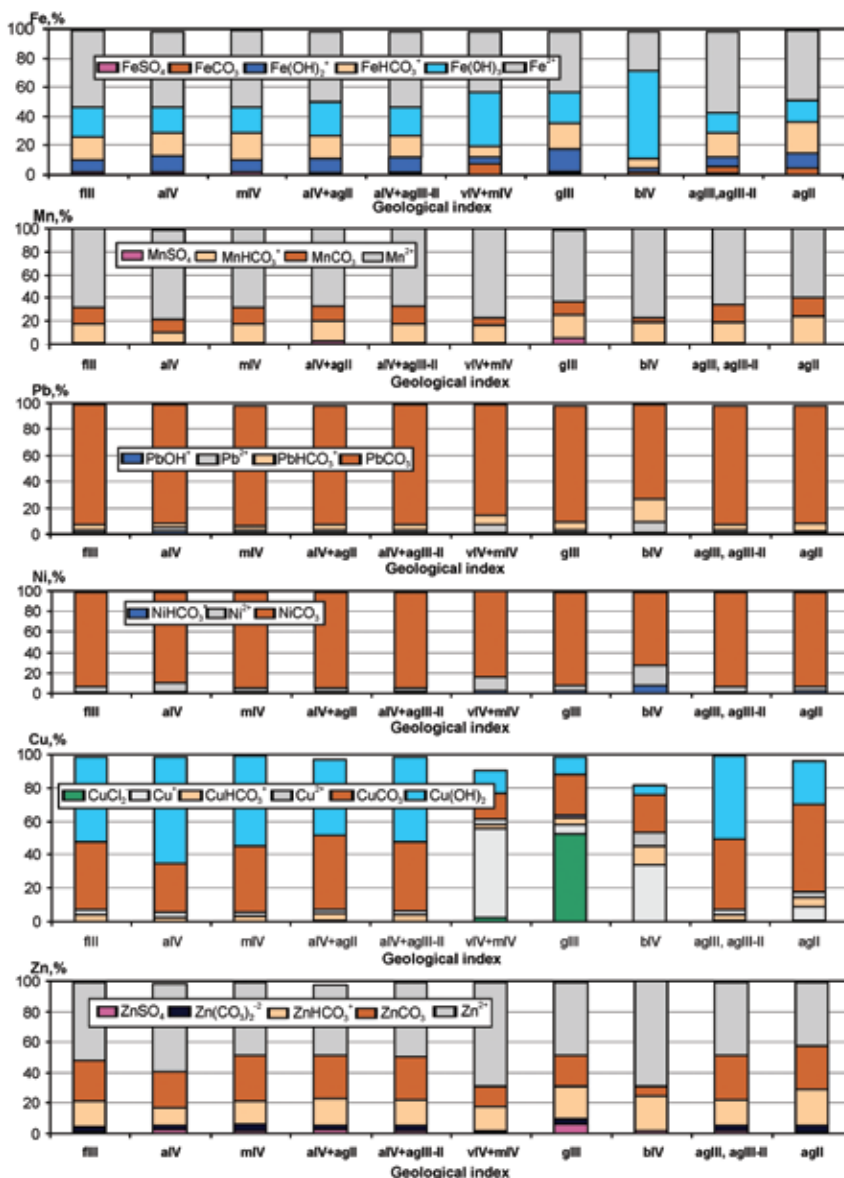 Fe,%
100
80
60
40
20
0
FeSO₄ FeCO₃ Fe(OH)₂⁺ FeHCO₃⁺ Fe(0H)₃ Fe²⁺
fIII aIV mIV aIV+agII aIV+agIII-II vIV+mIV gIII bIV agIII,agIII-II agII
Geological index
Mn,%
100
80
60
40
20
0
MnSO₄ MnHCO₃⁺ MnCO₃ Mn²⁺
fIII aIV mIV aIV+agII aIV+agIII-II vIV+mIV gIII bIV agIII, agIII-II agII
Geological index
Pb,%
100
80
60
40
20
0
PbOH⁺ Pb²⁺ PbHCO₃⁺ PbCO₃
fIII aIV mIV aIV+agII aIV+agIII-II vIV+mIV gIII bIV agIII, agIII-II agII
Geological index
Ni,%
100
80
60
40
20
0
NiHCO₃⁺ Ni²⁺ NiCO₃
fIII aIV mIV aIV+agII aIV+agIII-II vIV+mIV gIII bIV agIII, agIII-II agII
Geological index
Cu,%
100
80
60
40
20
0
CuCl₂ Cu⁺ CuHCO₃⁺ Cu²⁺ CuCO₃ Cu(OH)₂
fIII aIV mIV aIV+agII aIV+agIII-II vIV+mIV gIII bIV agIII, agIII-II agII
Geological index
Zn,%
100
80
60
40
20
0
ZnSO₄ Zn(CO₃)₂⁻² ZnHCO₃⁺ ZnCO₃ Zn²⁺
fIII aIV mIV aIV+agII aIV+agIII-II vIV+mIV gIII bIV agIII, agIII-II agII
Geological index